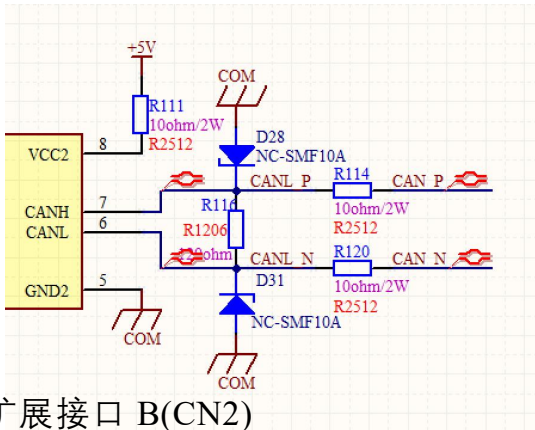 +5V
COM
R111
10ohm/2W
R2512
D28
NC-SMF10A
VCC2
8
CANL_P
R114
CAN_P
10ohm/2W
R2512
CANH
7
R116
CANL
6
R1206
120ohm
CANL_N
R120
CAN_N
10ohm/2W
R2512
D31
NC-SMF10A
GND2
5
COM
COM
扩展接口 B(CN2)